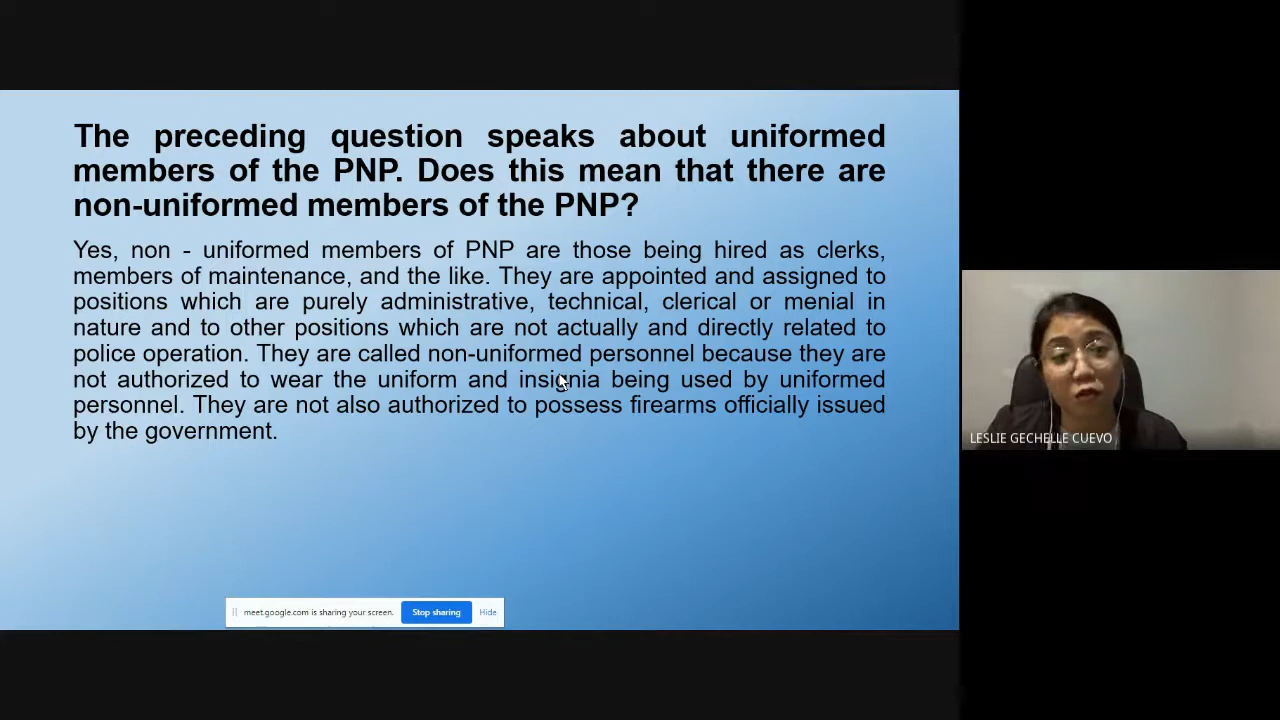 The preceding question speaks about uniformed
members of the PNP. Does this mean that there are
non-uniformed members of the PNP?
Yes, non - uniformed members of PNP are those being hired as clerks,
members of maintenance, and the like. They are appointed and assigned to
positions which are purely administrative, technical, clerical or menial in
nature and to other positions which are not actually and directly related to
police operation. They are called non-uniformed personnel because they are
not authorized to wear the uniform and insignia being used by uniformed
personnel. They are not also authorized to possess firearms officially issued
by the government.
LESLIE GECHELLE CUEVO
meet.google.com is sharing your screen. Stop sharing Hide